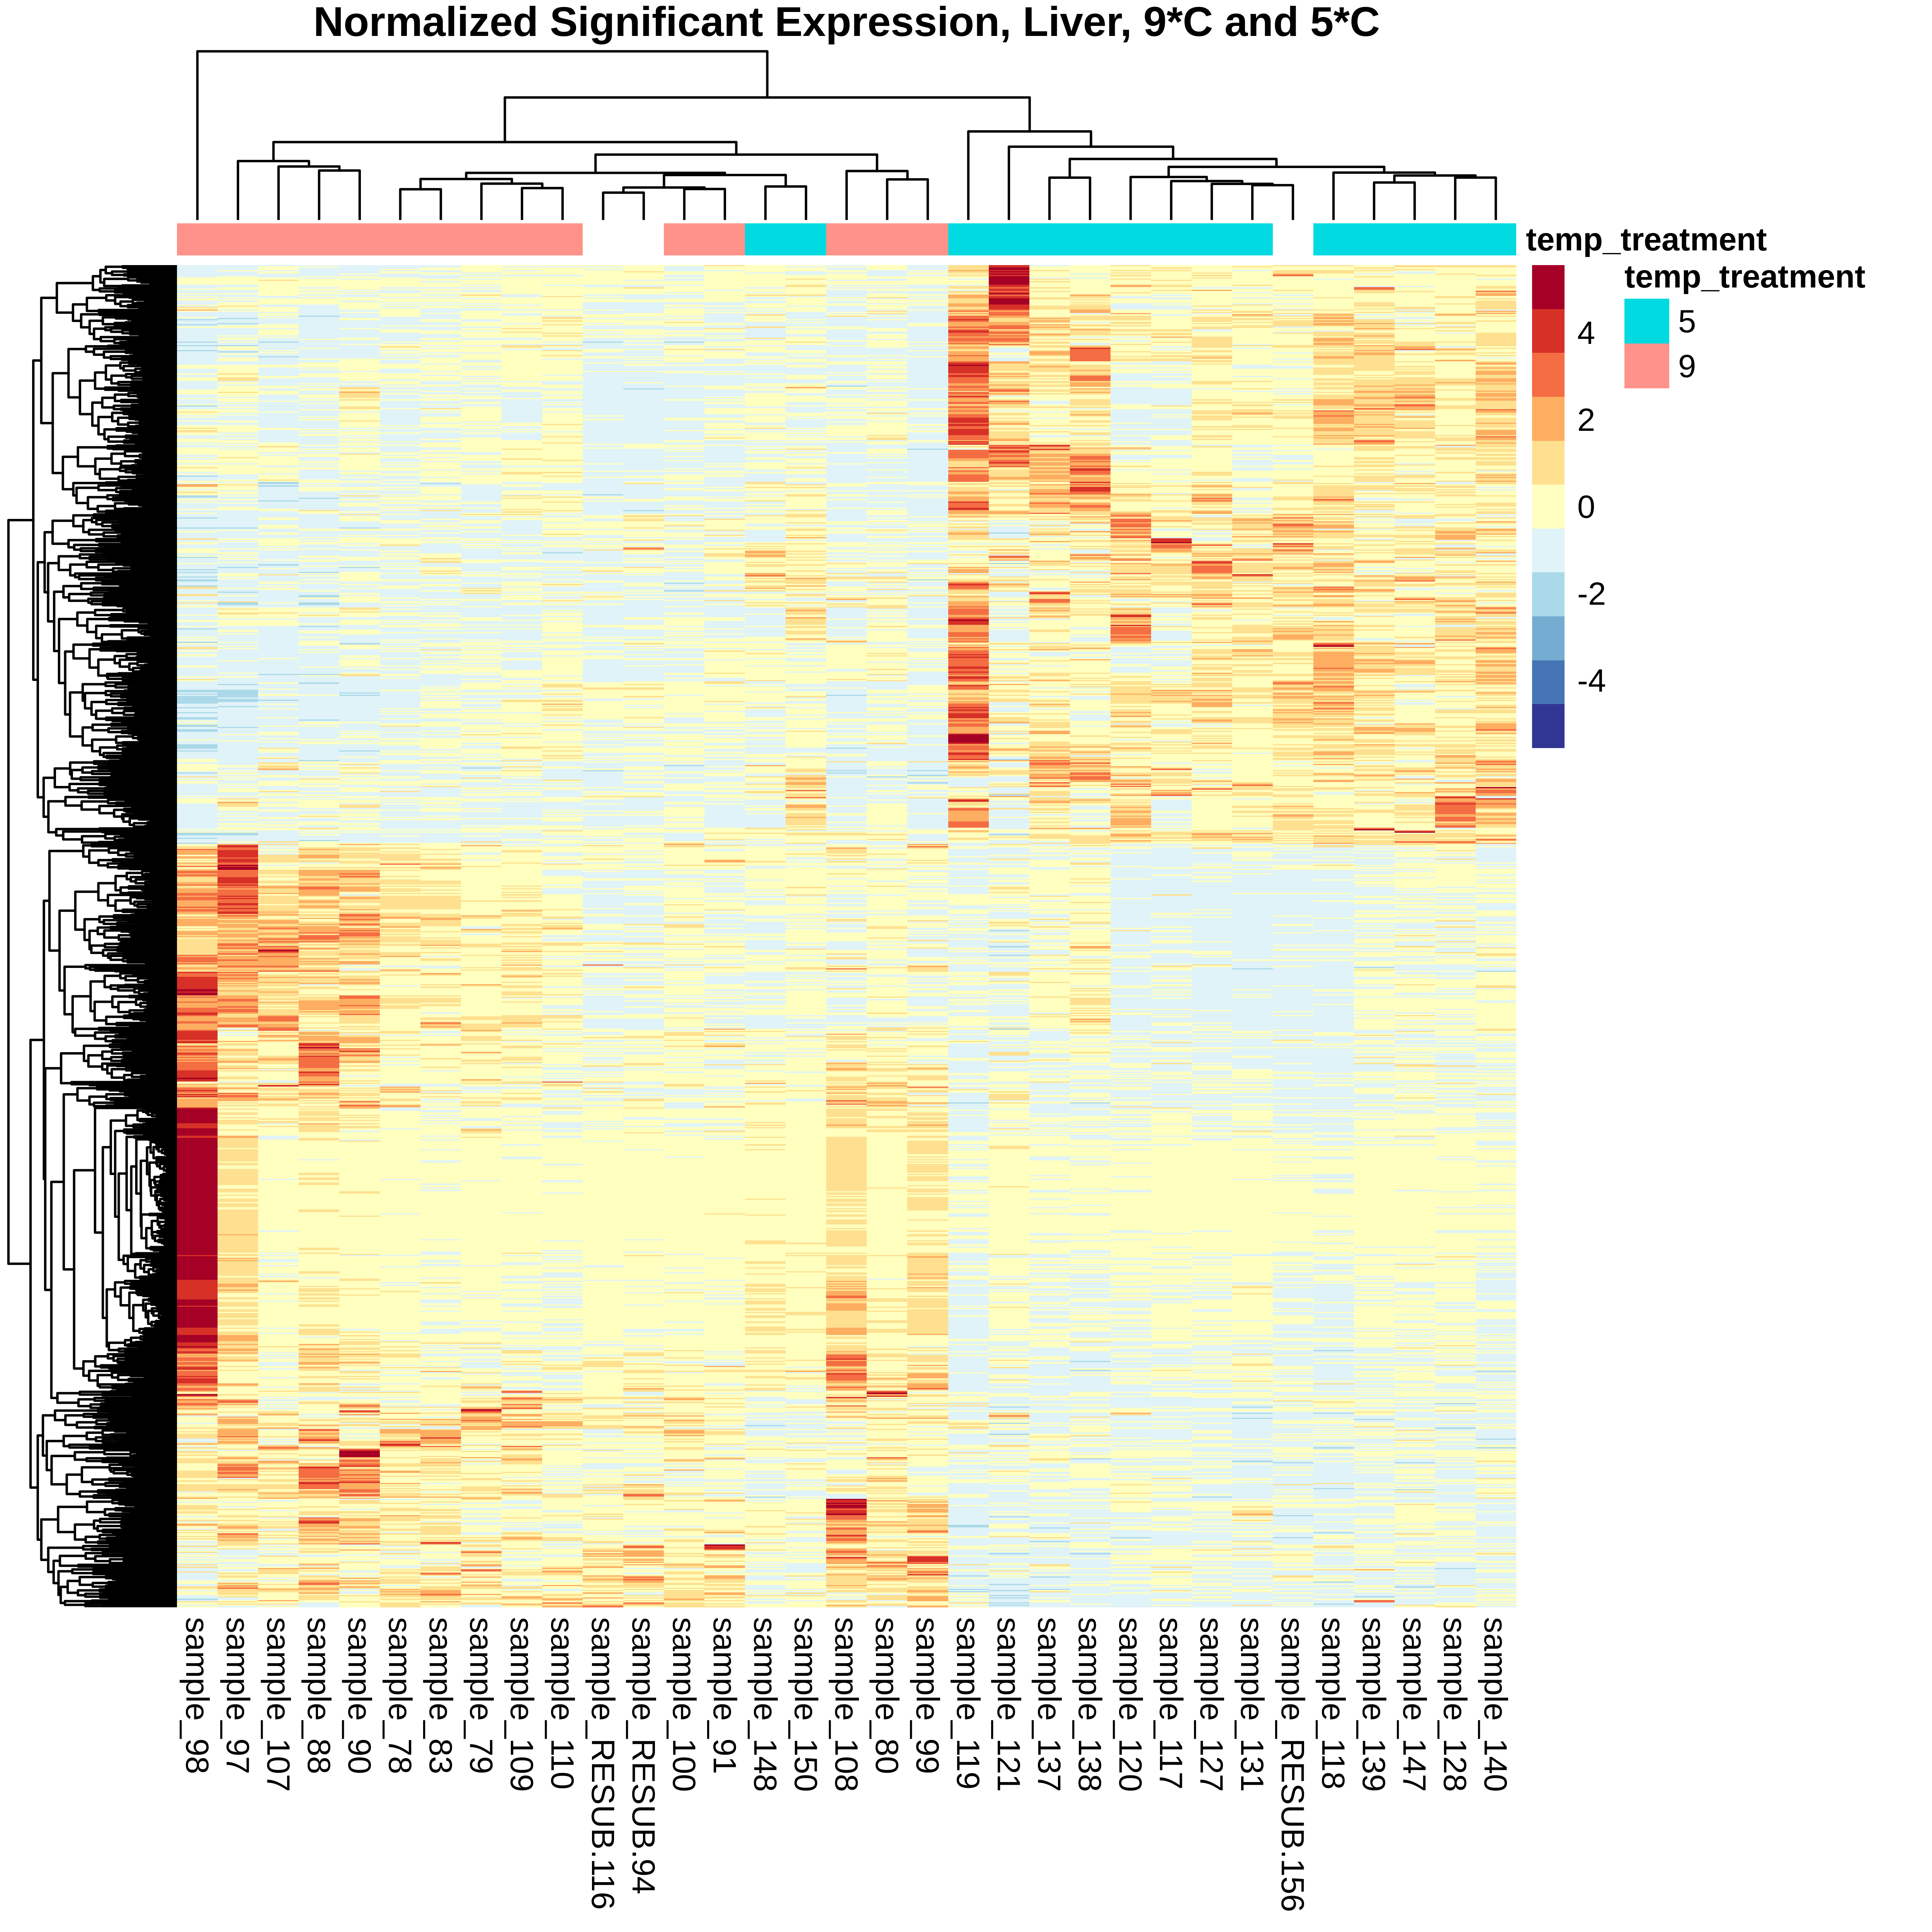 Normalized Significant Expression, Liver, 9*C and 5*C
temp_treatment
temp_treatment
5
9
4
2
0
-2
-4
sample_98
sample_97
sample_107
sample_88
sample_90
sample_78
sample_83
sample_79
sample_109
sample_110
sample_RESUB.116
sample_RESUB.94
sample_100
sample_91
sample_148
sample_150
sample_108
sample_80
sample_99
sample_119
sample_121
sample_137
sample_138
sample_120
sample_117
sample_127
sample_131
sample_RESUB.156
sample_118
sample_139
sample_147
sample_128
sample_140